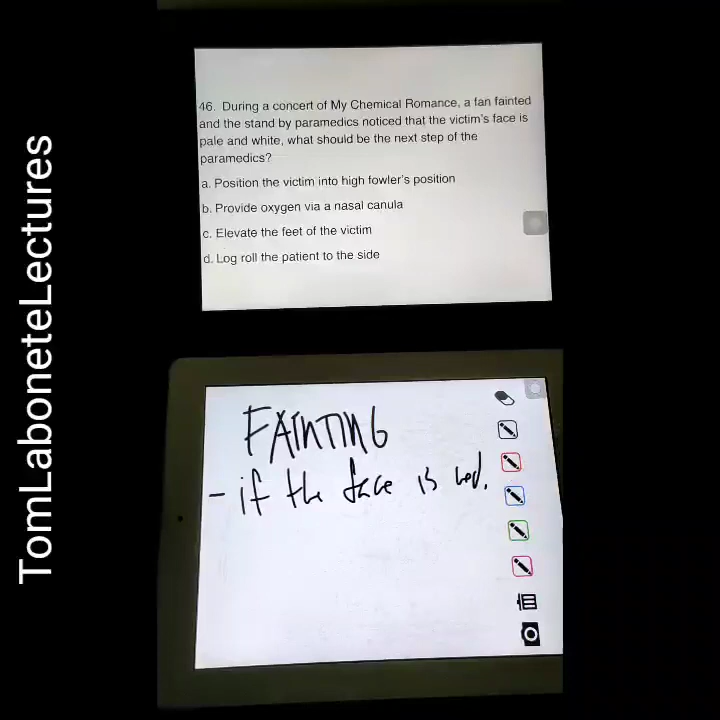 TomLaboneteLectures
46. During a concert of My Chemical Romance, a fan fainted
and the stand by paramedics noticed that the victim's face is
pale and white, what should be the next step of the
paramedics?
a. Position the victim into high fowler's position
b. Provide oxygen via a nasal canula
c. Elevate the feet of the victim
d. Log roll the patient to the side
FAINTING
- if the face is red.